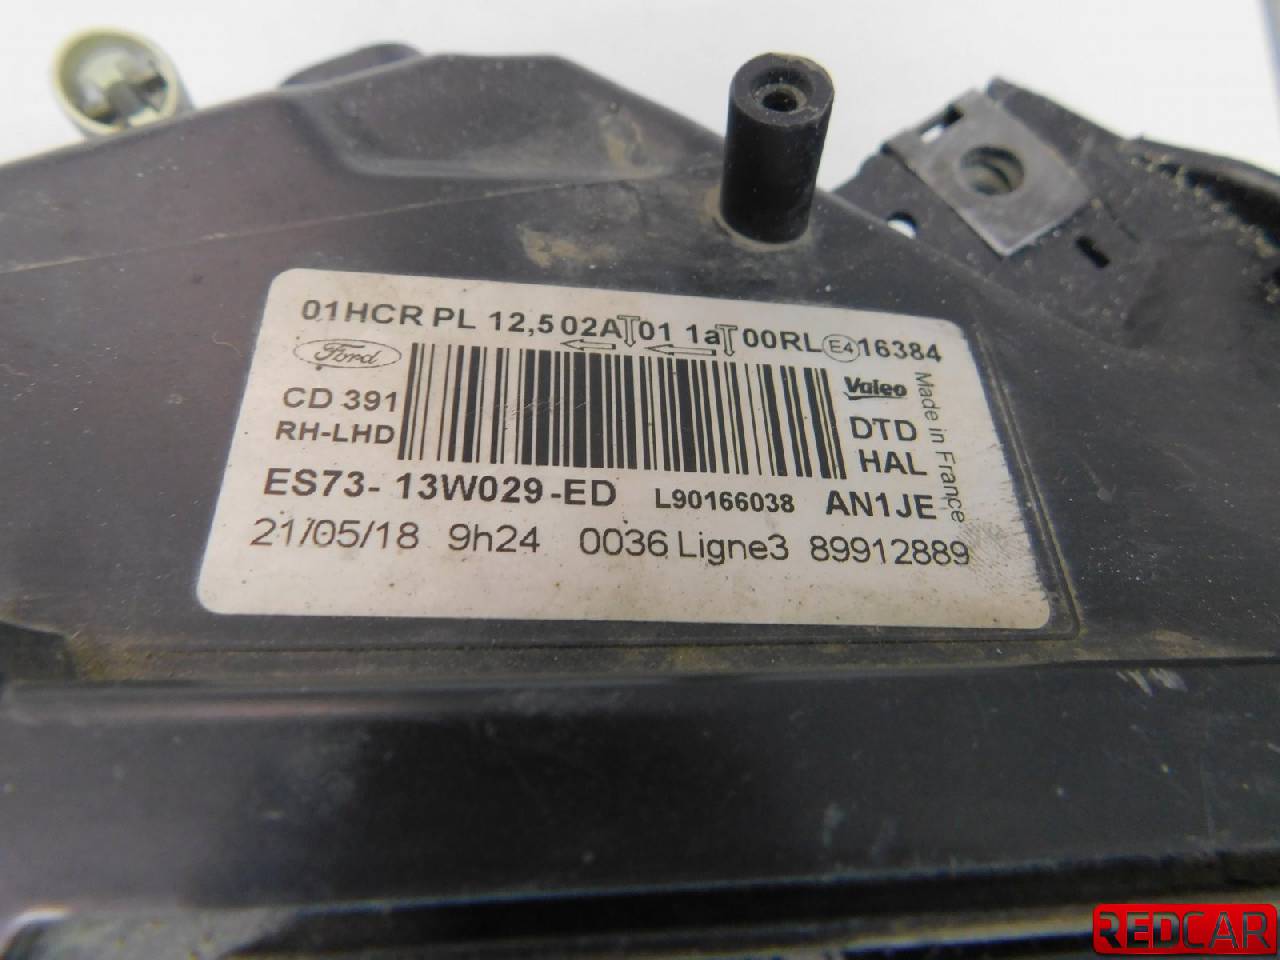 01HCR PL 12,5 02A 01 1a 00RL E4 16384
Ford
Valeo
CD 391
DTD
RH-LHD
HAL
Made in France
ES73- 13W029 -ED L90166038 AN1JE
21/05/18 9h24 0036 Ligne3 89912889
REDCAR